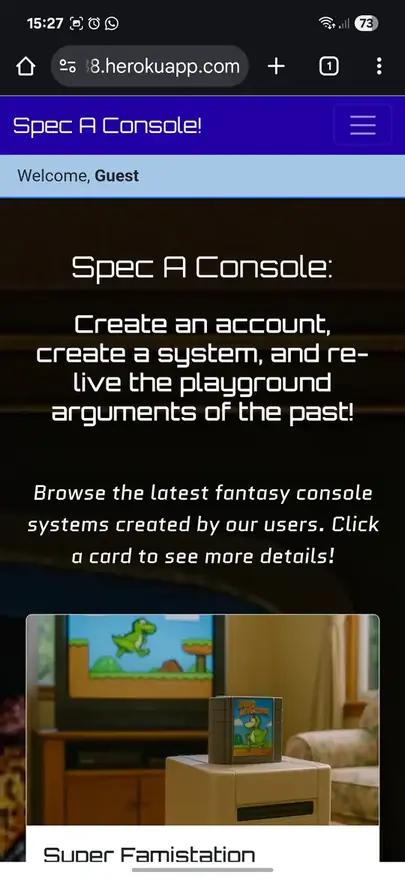 15:27
73
8.herokuapp.com
1
Spec A Console!
Welcome, Guest
Spec A Console:
Create an account,
create a system, and re-
live the playground
arguments of the past!
Browse the latest fantasy console
systems created by our users. Click
a card to see more details!
Super Famistation